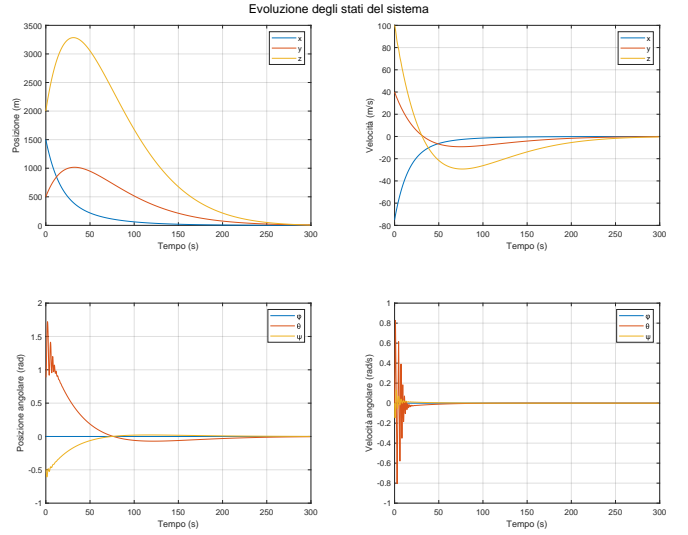 Evoluzione degli stati del sistema
3500
3000
2500
2000
1500
1000
500
0
Posizione (m)
0 50 100 150 200 250 300
Tempo (s)
x
y
z
100
80
60
40
20
0
-20
-40
-60
-80
Velocità (m/s)
0 50 100 150 200 250 300
Tempo (s)
x
y
z
2
1.5
1
0.5
0
-0.5
-1
Posizione angolare (rad)
0 50 100 150 200 250 300
Tempo (s)
φ
θ
ψ
1
0.8
0.6
0.4
0.2
0
-0.2
-0.4
-0.6
-0.8
-1
Velocità angolare (rad/s)
0 50 100 150 200 250 300
Tempo (s)
φ
θ
ψ